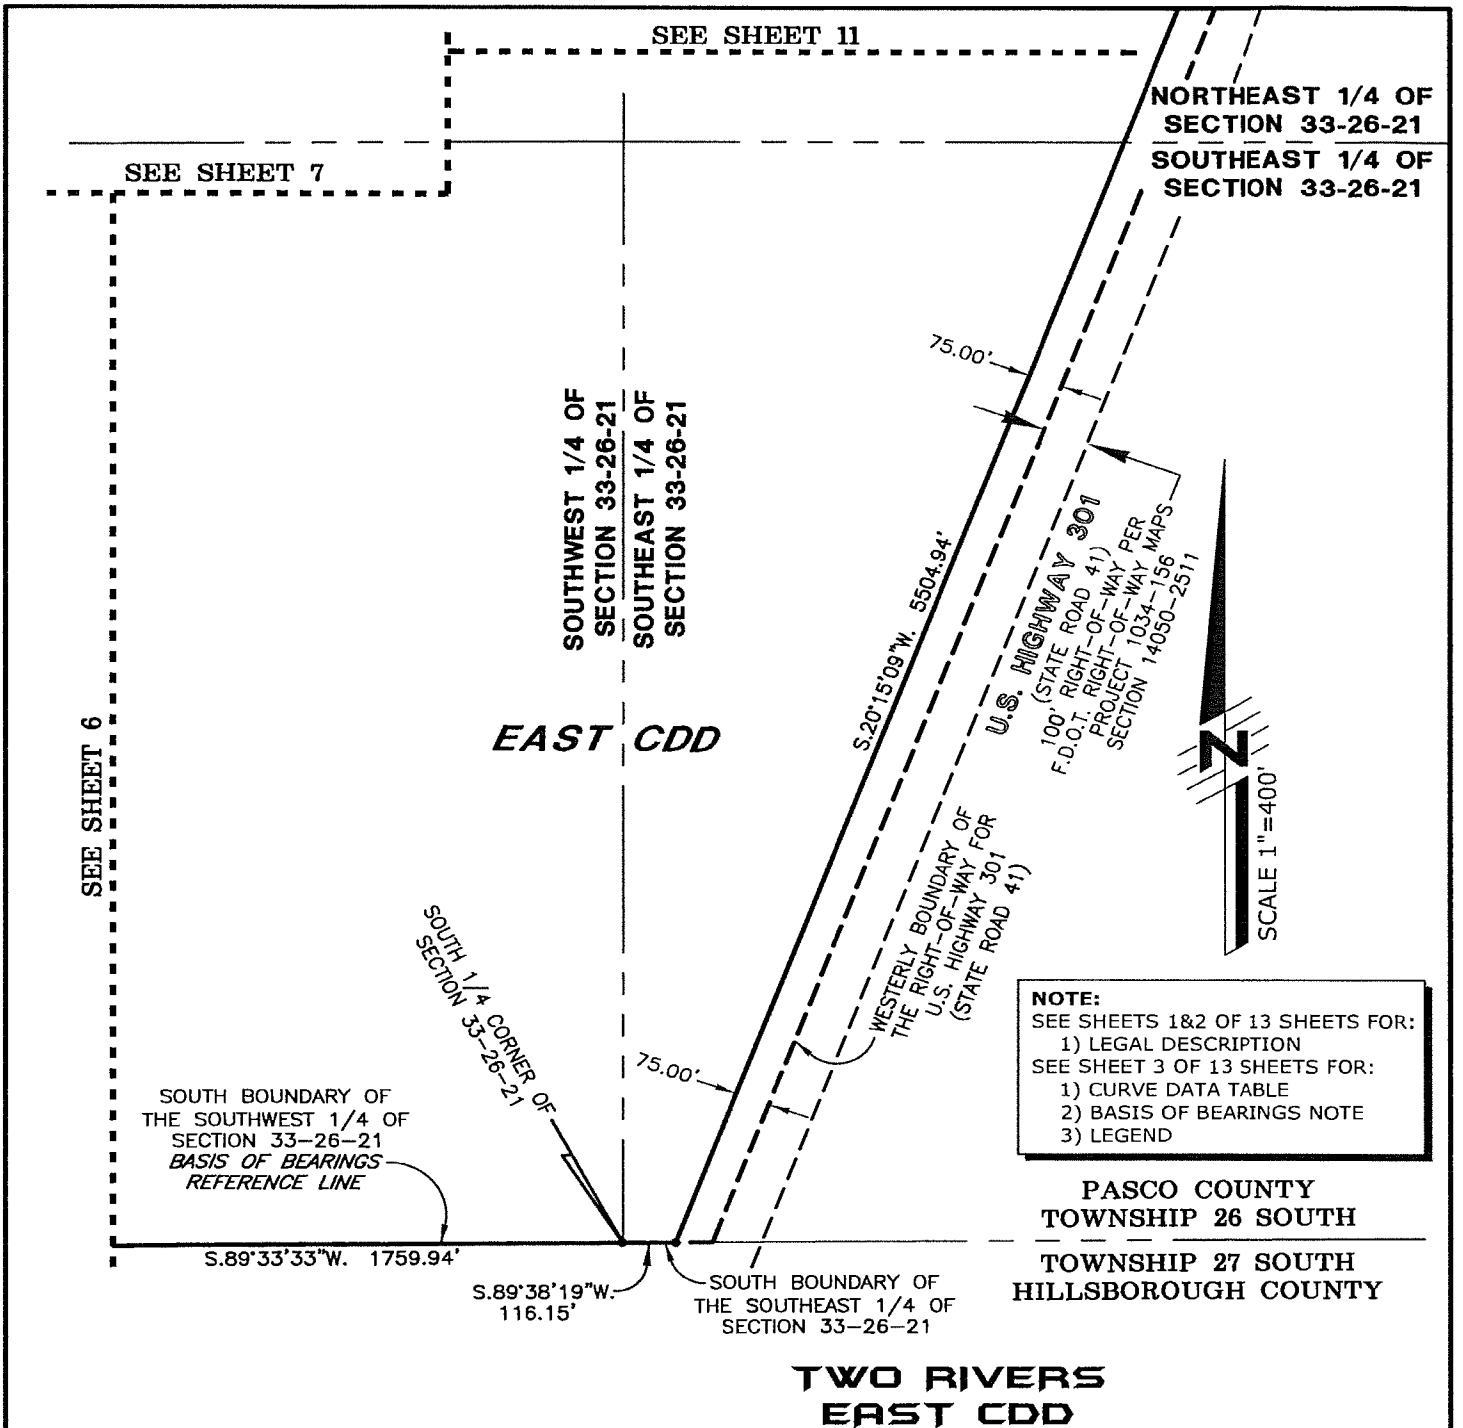 SEE SHEET 11
NORTHEAST 1/4 OF
SECTION 33-26-21
SEE SHEET 7
SOUTHEAST 1/4 OF
SECTION 33-26-21
75.00'
SOUTHWEST 1/4 OF
SECTION 33-26-21
SOUTHEAST 1/4 OF
SECTION 33-26-21
S.20°15'09"W. 5504.94'
U.S. HIGHWAY 301
(STATE ROAD 41)
100' RIGHT-OF-WAY PER
F.D.O.T. RIGHT-OF-WAY MAPS
PROJECT 1034-156
SECTION 14050-2511
EAST CDD
SEE SHEET 6
N
SCALE 1"=400'
WESTERLY BOUNDARY OF
THE RIGHT-OF-WAY FOR
U.S. HIGHWAY 301
(STATE ROAD 41)
SOUTH 1/4 CORNER OF
SECTION 33-26-21
75.00'
NOTE:
SEE SHEETS 1&2 OF 13 SHEETS FOR:
1) LEGAL DESCRIPTION
SEE SHEET 3 OF 13 SHEETS FOR:
1) CURVE DATA TABLE
2) BASIS OF BEARINGS NOTE
3) LEGEND
SOUTH BOUNDARY OF
THE SOUTHWEST 1/4 OF
SECTION 33-26-21
BASIS OF BEARINGS
REFERENCE LINE
PASCO COUNTY
TOWNSHIP 26 SOUTH
S.89°33'33"W. 1759.94'
TOWNSHIP 27 SOUTH
HILLSBOROUGH COUNTY
S.89°38'19"W.
116.15'
SOUTH BOUNDARY OF
THE SOUTHEAST 1/4 OF
SECTION 33-26-21
TWO RIVERS
EAST CDD